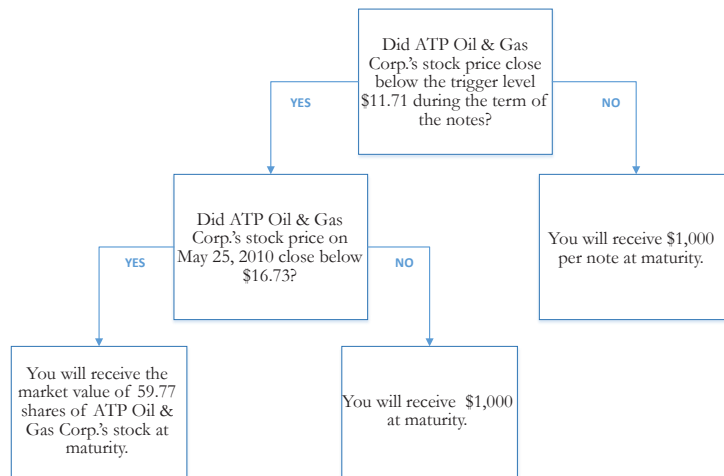 Did ATP Oil & Gas
Corp.'s stock price close
below the trigger level
$11.71 during the term of
the notes?
YES
NO
Did ATP Oil & Gas
Corp.'s stock price on
May 25, 2010 close below
$16.73?
You will receive $1,000
per note at maturity.
YES
NO
You will receive the
market value of 59.77
shares of ATP Oil &
Gas Corp.'s stock at
maturity.
You will receive $1,000
at maturity.